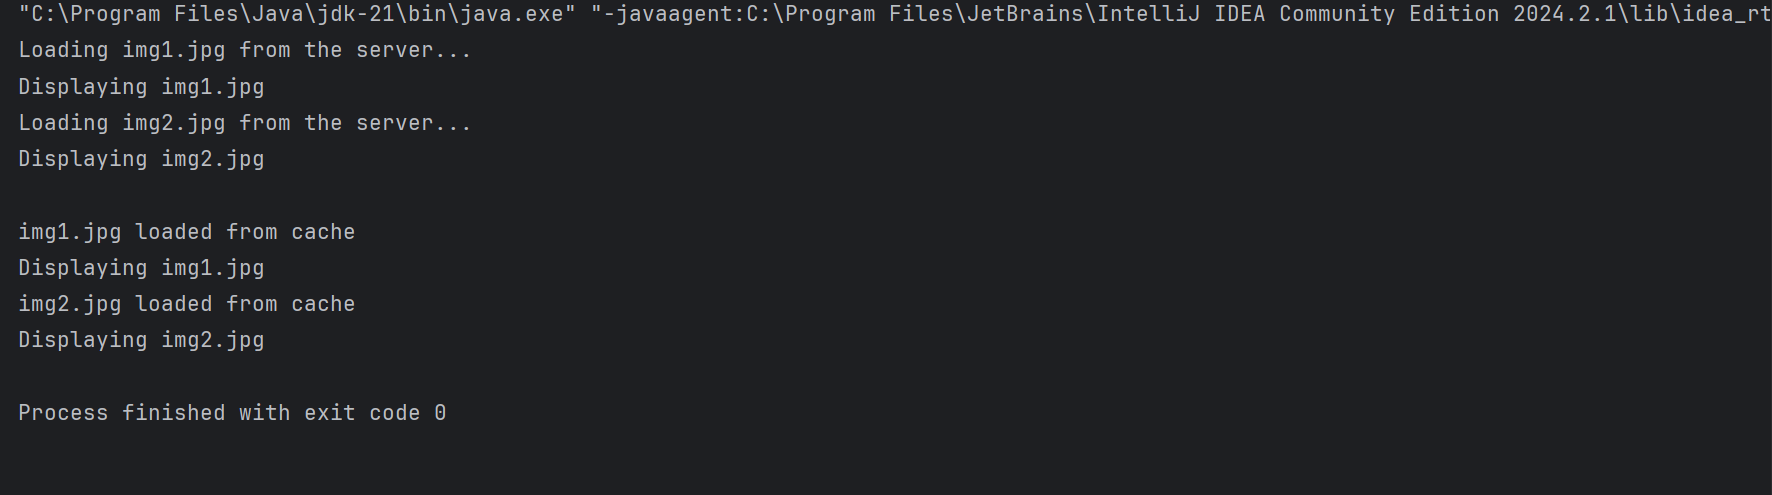 "C:\Program Files\Java\jdk-21\bin\java.exe" "-javaagent:C:\Program Files\JetBrains\IntelliJ IDEA Community Edition 2024.2.1\lib\idea_rt
Loading img1.jpg from the server...
Displaying img1.jpg
Loading img2.jpg from the server...
Displaying img2.jpg
img1.jpg loaded from cache
Displaying img1.jpg
img2.jpg loaded from cache
Displaying img2.jpg
Process finished with exit code 0